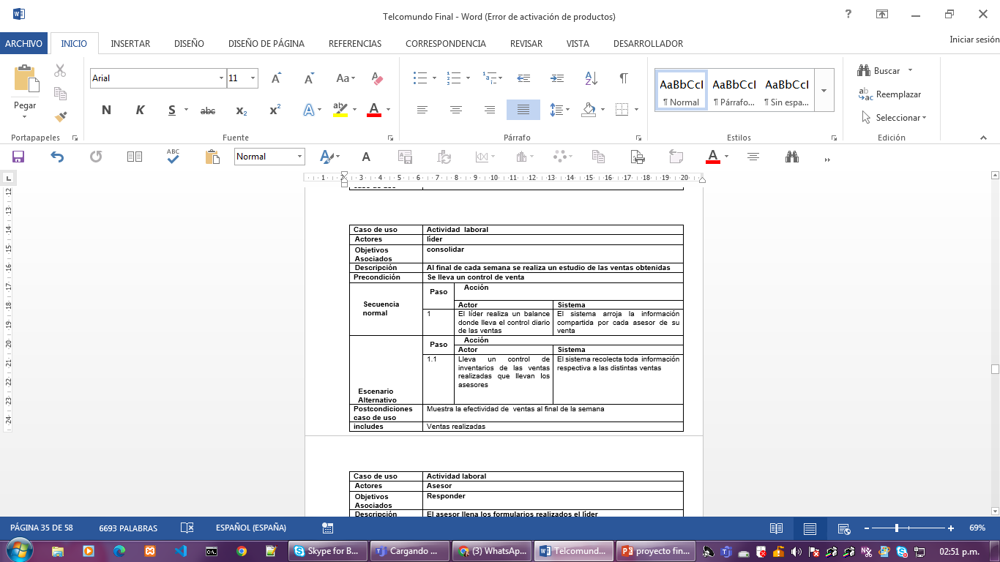 Telcomundo Final - Word (Error de activación de productos)
ARCHIVO INICIO INSERTAR DISEÑO DISEÑO DE PÁGINA REFERENCIAS CORRESPONDENCIA REVISAR VISTA DESARROLLADOR Iniciar sesión
Pegar
Portapapeles
Arial 11
Aa
N K S abc x₂ x² A ab A
Fuente
Párrafo
AaBbCcI AaBbCcI AaBbCcI
¶ Normal ¶ Párrafo... ¶ Sin espa...
Estilos
Buscar
Reemplazar
Seleccionar
Edición
ABC Normal A A A
1 2 3 4 5 6 7 8 9 10 11 12 13 14 15 16 17 18 19 20
12 13 14 15 16 17 18 19 20 21 22 23 24
caso de uso
Caso de uso Actividad laboral
Actores líder
Objetivos Asociados consolidar
Descripción Al final de cada semana se realiza un estudio de las ventas obtenidas
Precondición Se lleva un control de venta
Secuencia normal
Paso Acción
Actor Sistema
1 El líder realiza un balance donde lleva el control diario de las ventas
El sistema arroja la información compartida por cada asesor de su venta
Escenario Alternativo
Paso Acción
Actor Sistema
1.1 Lleva un control de inventarios de las ventas realizadas que llevan los asesores
El sistema recolecta toda información respectiva a las distintas ventas
Postcondiciones caso de uso Muestra la efectividad de ventas al final de la semana
includes Ventas realizadas
Caso de uso Actividad laboral
Actores Asesor
Objetivos Asociados Responder
Descripción El asesor llena los formularios realizados el líder
PÁGINA 35 DE 58 6693 PALABRAS ESPAÑOL (ESPAÑA) 69%
Skype for B... Cargando ... (3) WhatsAp... Telcomund... proyecto fin... 02:51 p.m.